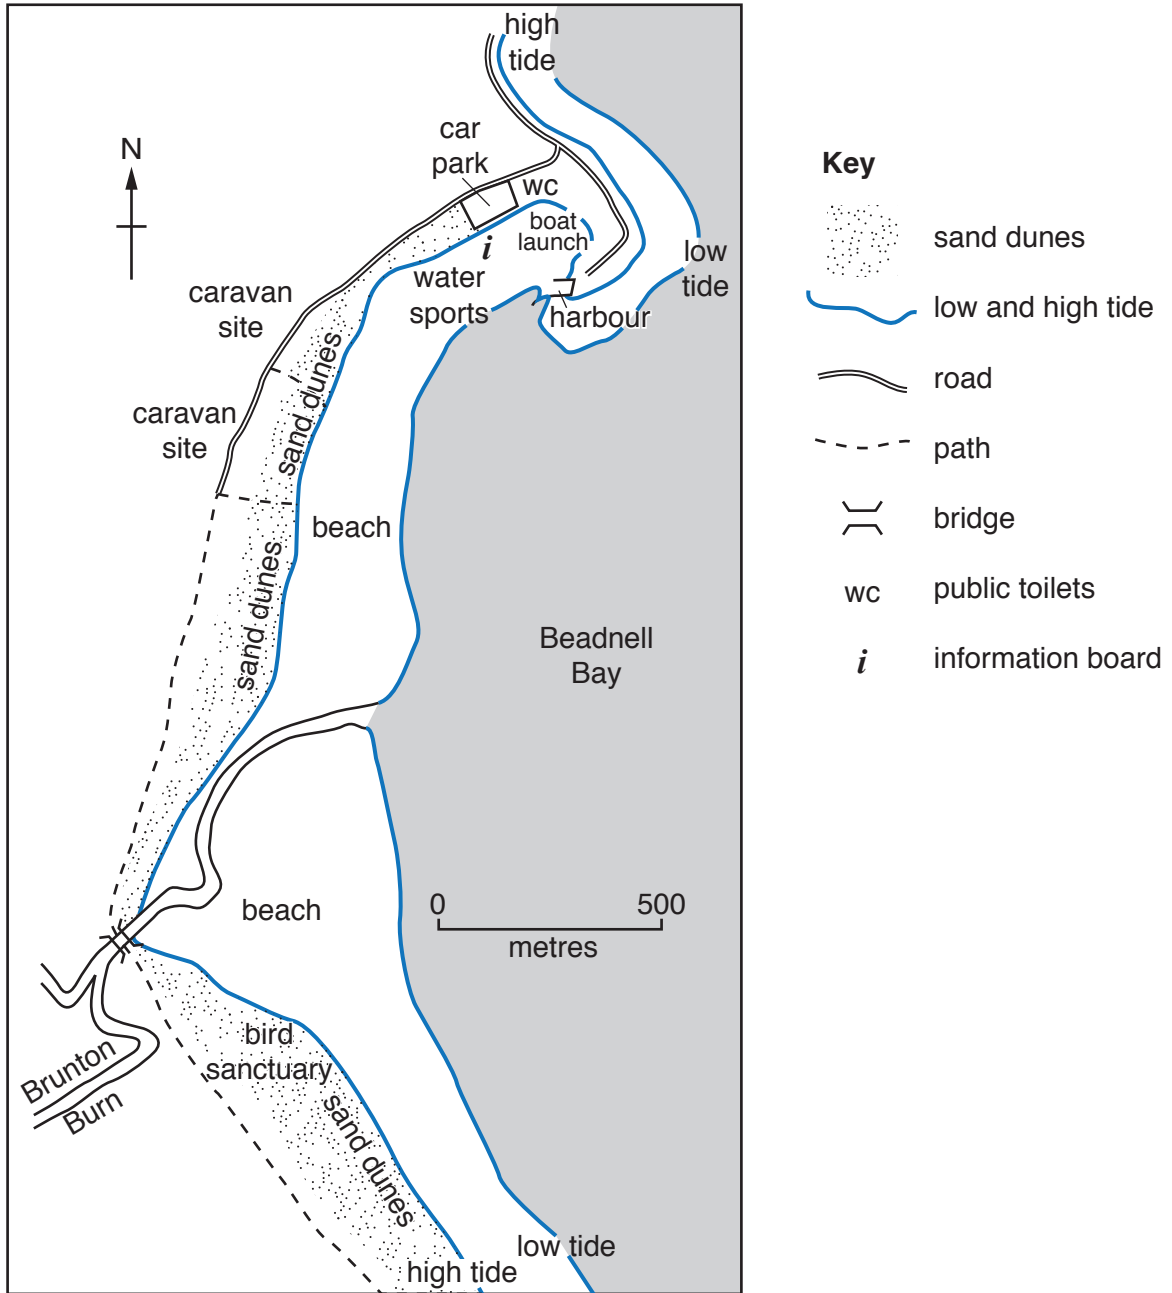 high
tide
N
car
park
wc
boat
launch
i
water
sports
low
tide
harbour
caravan
site
caravan
site
sand dunes
beach
sand dunes
Beadnell
Bay
beach
0 500
metres
bird
sanctuary
sand dunes
Brunton
Burn
low tide
high tide
Key
sand dunes
low and high tide
road
path
bridge
wc public toilets
i information board